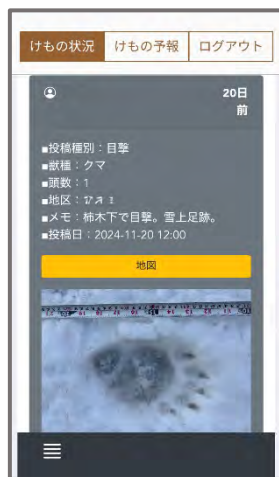 けもの状況 けもの予報 ログアウト
20日
前
■投稿種別：目撃
■獣種：クマ
■頭数：1
■地区：
■メモ：柿木下で目撃。雪上足跡。
■投稿日：2024-11-20 12:00
地図